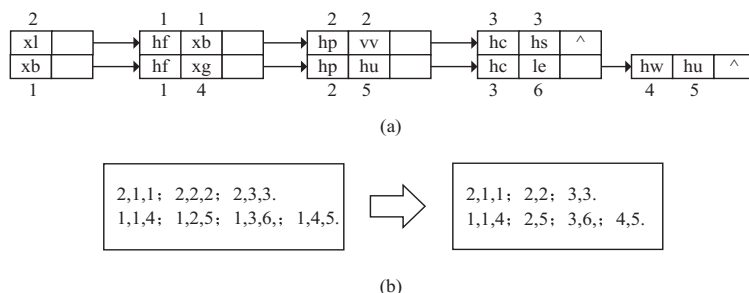 2 1 1 2 2 3 3
xl hf xb hp vv hc hs ^
xb hf xg hp hu hc le hw hu ^
1 1 4 2 5 3 6 4 5
(a)
2,1,1； 2,2,2； 2,3,3. 2,1,1； 2,2； 3,3.
1,1,4； 1,2,5； 1,3,6,； 1,4,5. 1,1,4； 2,5； 3,6,； 4,5.
(b)